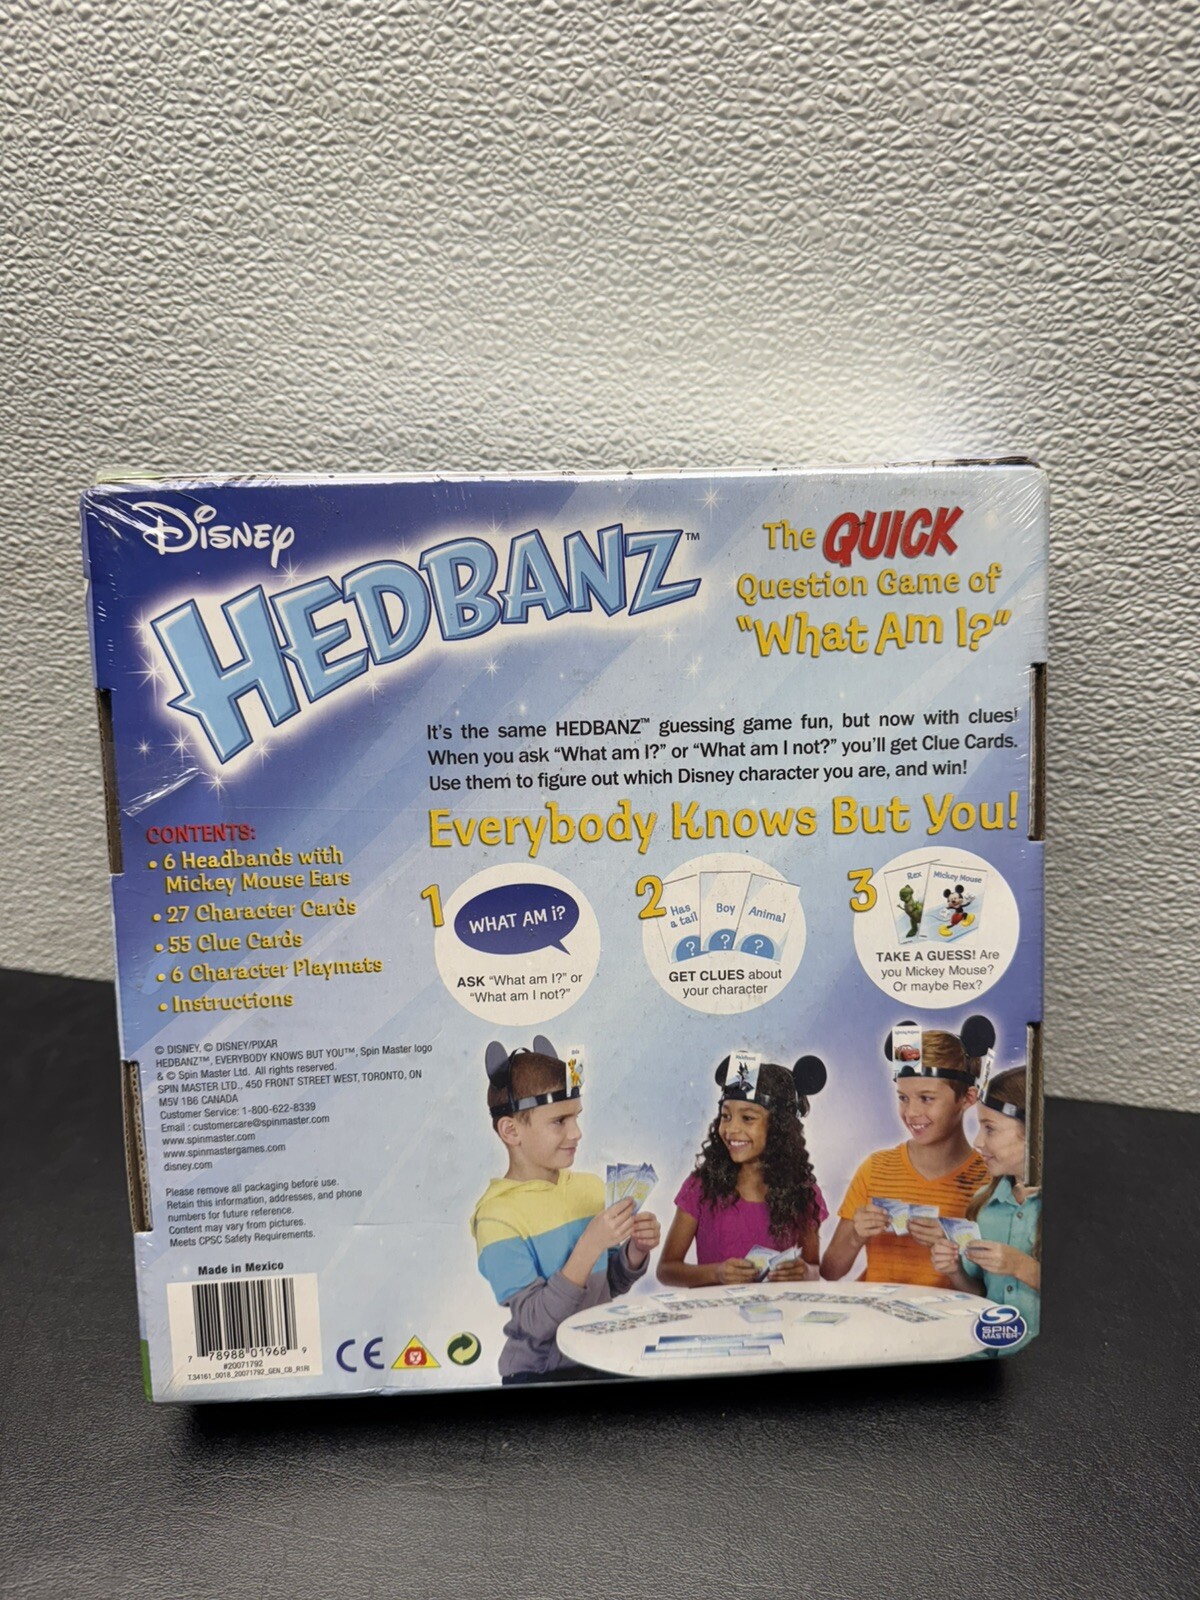 Disney
HEDBANZ™
The QUICK
Question Game of
"What Am I?"
It's the same HEDBANZ™ guessing game fun, but now with clues!
When you ask "What am I?" or "What am I not?" you'll get Clue Cards.
Use them to figure out which Disney character you are, and win!
Everybody Knows But You!
CONTENTS:
• 6 Headbands with
Mickey Mouse Ears
• 27 Character Cards
• 55 Clue Cards
• 6 Character Playmats
• Instructions
1
WHAT AM i?
ASK "What am I?" or
"What am I not?"
2
Has
a tail
Boy
Animal
? ? ?
GET CLUES about
your character
3
Rex
Mickey Mouse
TAKE A GUESS! Are
you Mickey Mouse?
Or maybe Rex?
© DISNEY, © DISNEY/PIXAR
HEDBANZ™, EVERYBODY KNOWS BUT YOU™, Spin Master logo
& © Spin Master Ltd. All rights reserved.
SPIN MASTER LTD., 450 FRONT STREET WEST, TORONTO, ON
M5V 1B6 CANADA
Customer Service: 1-800-622-8339
Email : customercare@spinmaster.com
www.spinmaster.com
www.spinmastergames.com
disney.com
Please remove all packaging before use.
Retain this information, addresses, and phone
numbers for future reference.
Content may vary from pictures.
Meets CPSC Safety Requirements.
Made in Mexico
7 78988 01968 9
#20071792
T.34161_0018_20071792_GEN_CB_R1RI
CE
SPIN
MASTER™